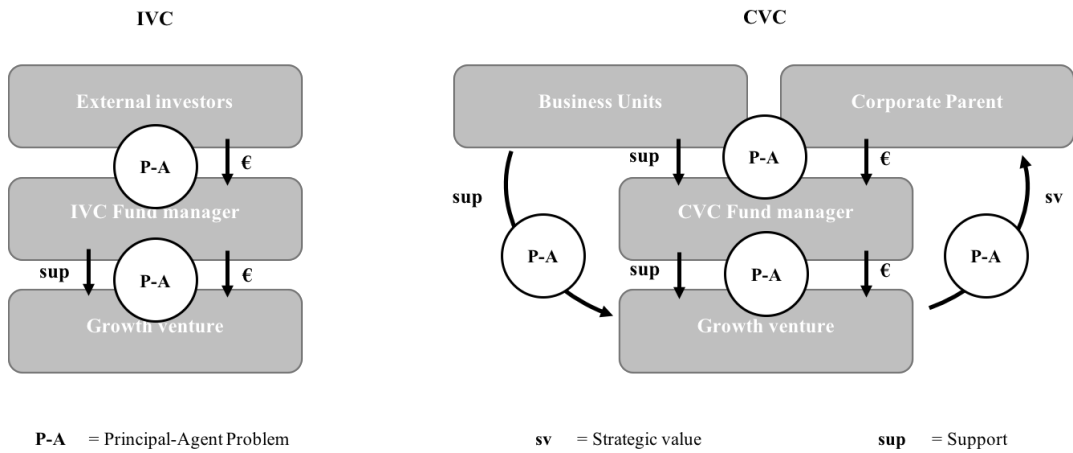 IVC
External investors
P-A
€
IVC Fund manager
sup
P-A
€
Growth venture
CVC
Business Units
Corporate Parent
sup
P-A
€
sup
CVC Fund manager
sv
P-A
P-A
sup
P-A
€
Growth venture
P-A = Principal-Agent Problem
sv = Strategic value
sup = Support